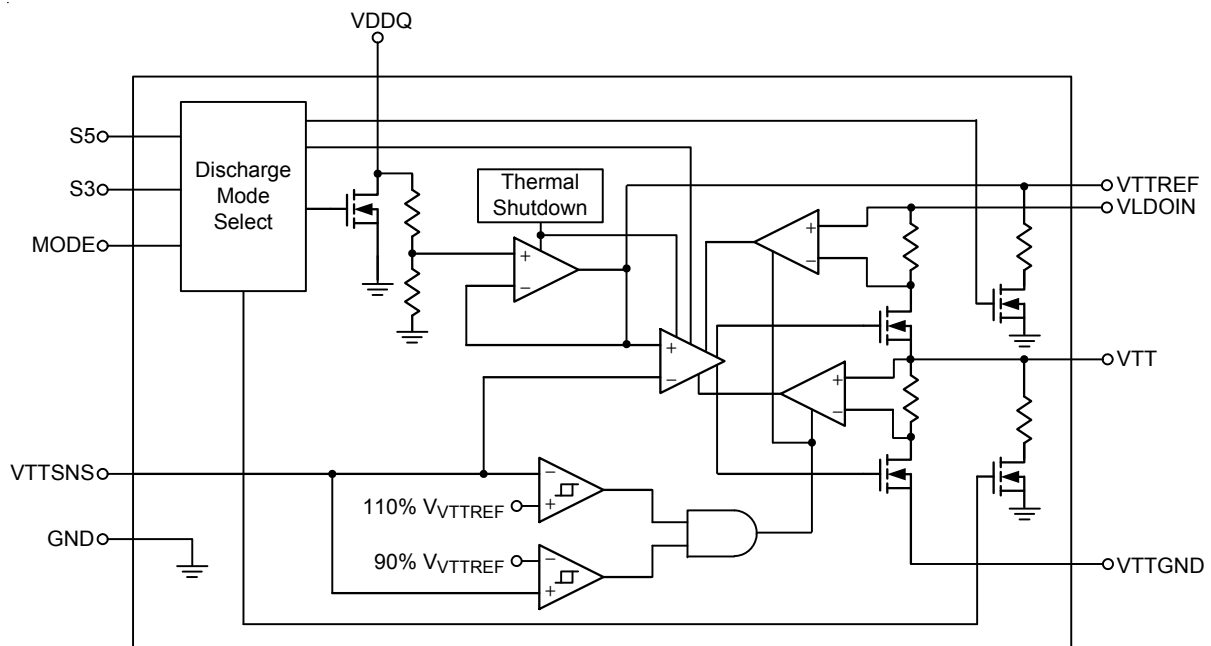 VDDQ
S5
S3
MODE
Discharge
Mode
Select
Thermal
Shutdown
VTTREF
VLDOIN
+
−
+
−
+
−
+
−
VTT
VTTSNS
−
110% VVTTREF
+
GND
90% VVTTREF
−
+
VTTGND